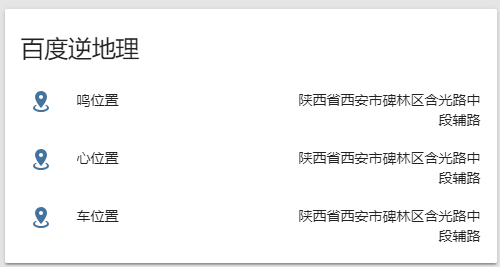 百度逆地理
鸣位置
陕西省西安市碑林区含光路中
段辅路
心位置
陕西省西安市碑林区含光路中
段辅路
车位置
陕西省西安市碑林区含光路中
段辅路